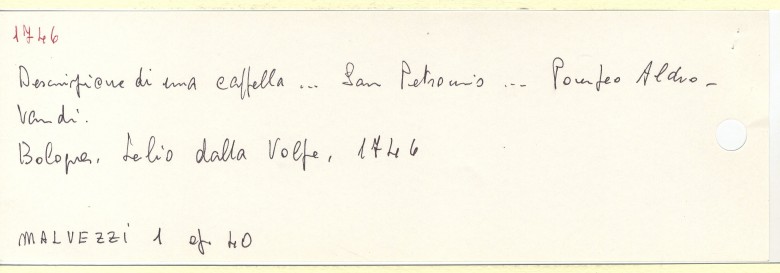 1746
Descrizione di una cappella ... San Petronio ... Pompeo Aldro-
vandi.
Bologna, Lelio dalla Volpe, 1746
MALVEZZI 1 op. 40